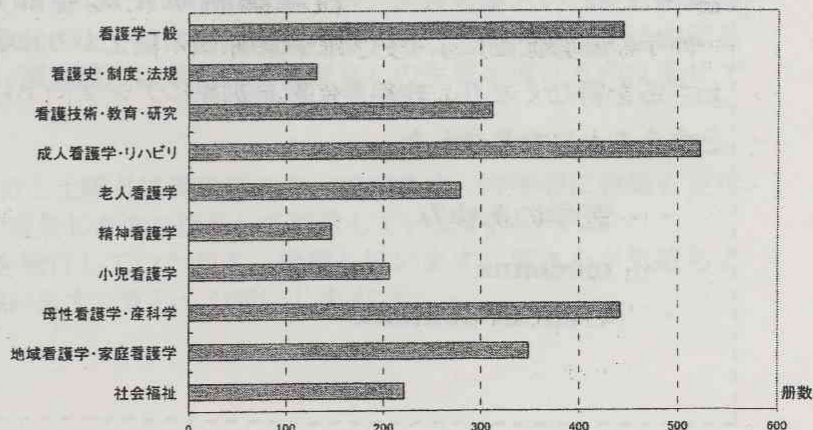 看護学一般
看護史・制度・法規
看護技術・教育・研究
成人看護学・リハビリ
老人看護学
精神看護学
小児看護学
母性看護学・産科学
地域看護学・家庭看護学
社会福祉
0 100 200 300 400 500 600
冊数